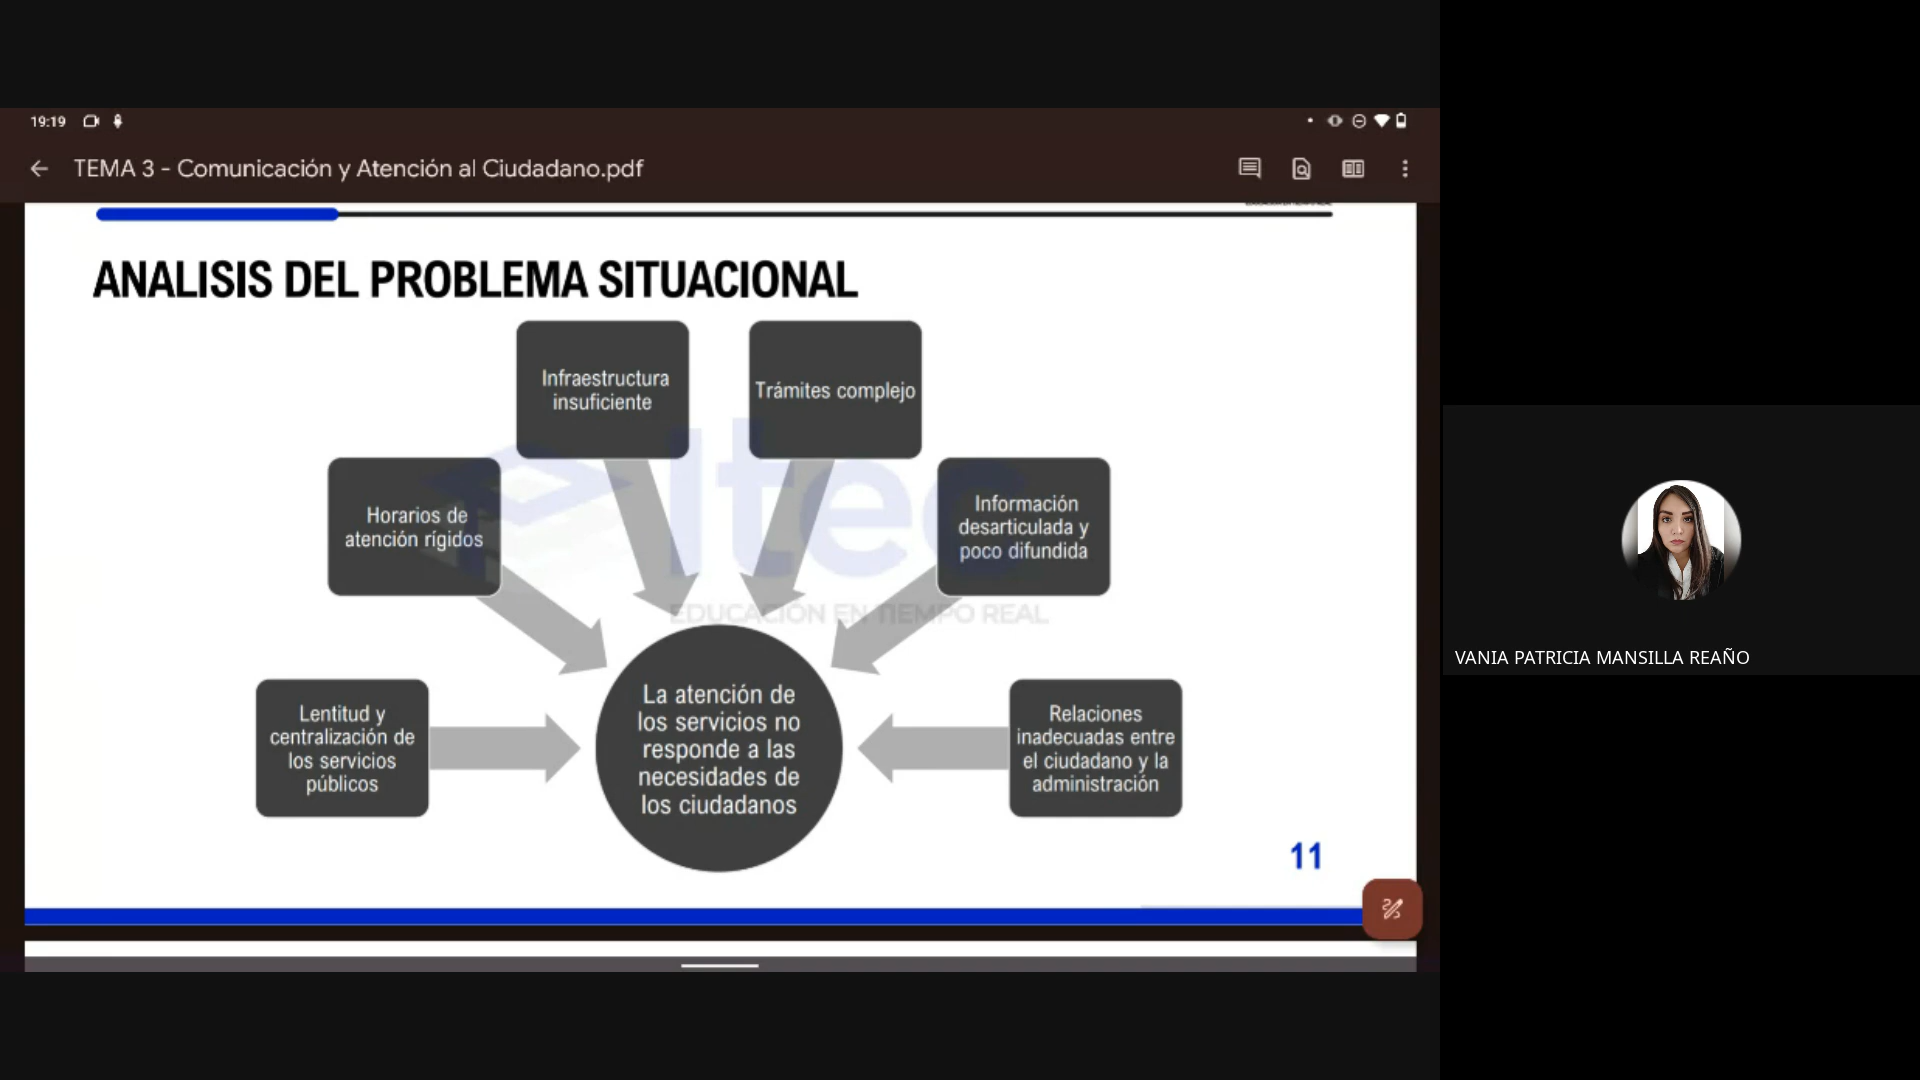 19:19
TEMA 3 - Comunicación y Atención al Ciudadano.pdf
ANALISIS DEL PROBLEMA SITUACIONAL
Infraestructura
insuficiente
Trámites complejo
Horarios de
atención rígidos
Información
desarticulada y
poco difundida
Itec
EDUCACIÓN EN TIEMPO REAL
Lentitud y
centralización de
los servicios
públicos
La atención de
los servicios no
responde a las
necesidades de
los ciudadanos
Relaciones
inadecuadas entre
el ciudadano y la
administración
11
VANIA PATRICIA MANSILLA REAÑO